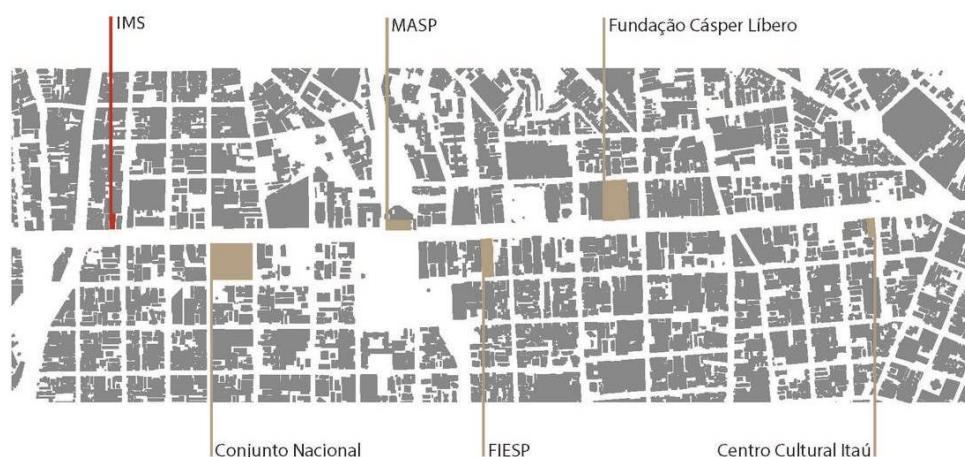 IMS
MASP
Fundação Cásper Líbero
Conjunto Nacional
FIESP
Centro Cultural Itaú